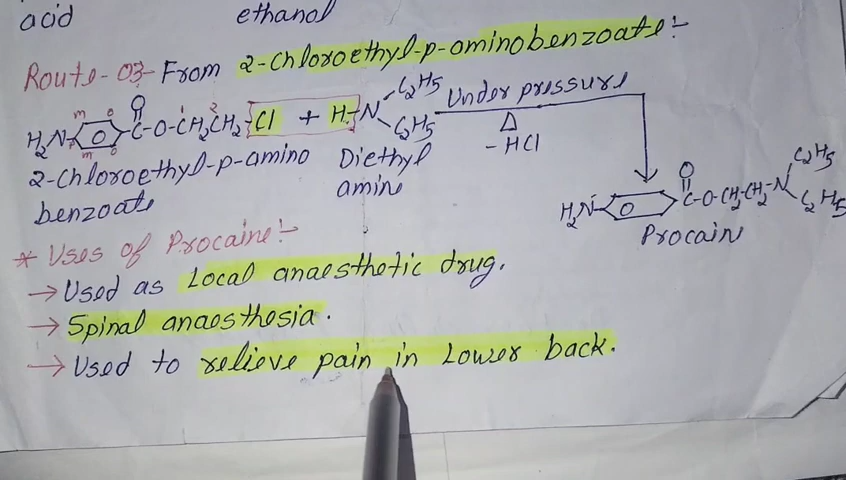 acid ethanol
Route-03- From 2-chloroethyl-p-aminobenzoate:-
H₂N- m o p m o -C-O-CH₂CH₂-Cl + H-N C₂H₅ C₂H₅ Under pressure
O 1 2 Δ -HCl
2-chloroethyl-p-amino benzoate
Diethyl amine
H₂N- O C-O-CH₂-CH₂-N C₂H₅ C₂H₅
Procain
* Uses of Procaine:-
→ Used as Local anaesthetic drug.
→ Spinal anaesthesia.
→ Used to relieve pain in Lower back.